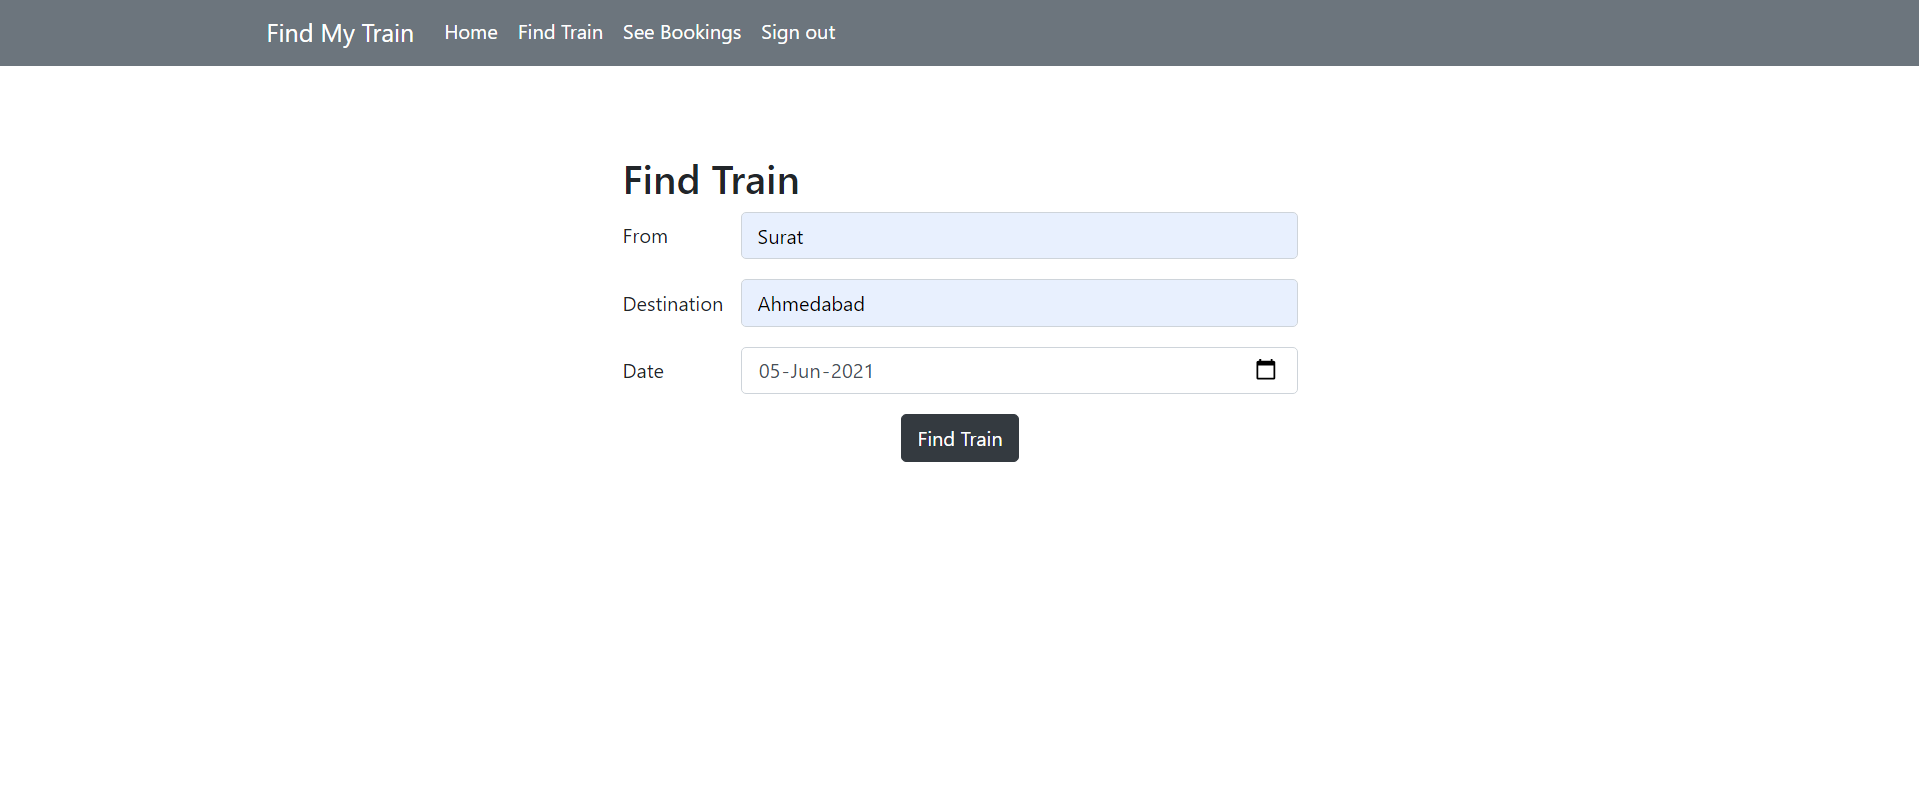 Find My Train Home Find Train See Bookings Sign out
Find Train
From Surat
Destination Ahmedabad
Date 05-Jun-2021
Find Train